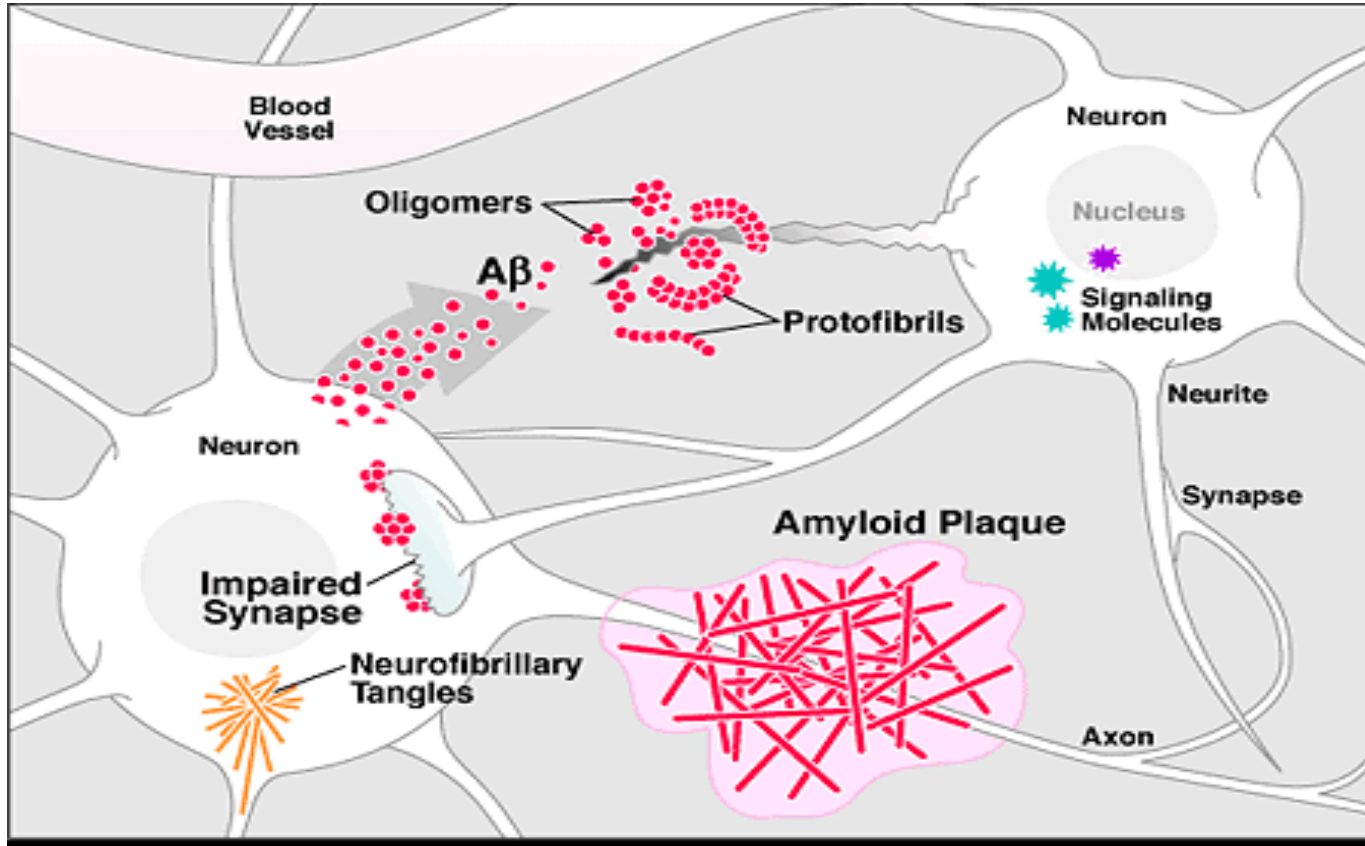 Blood
Vessel
Neuron
Oligomers
Nucleus
Aβ
Signaling
Molecules
Protofibrils
Neurite
Neuron
Synapse
Amyloid Plaque
Impaired
Synapse
Neurofibrillary
Tangles
Axon